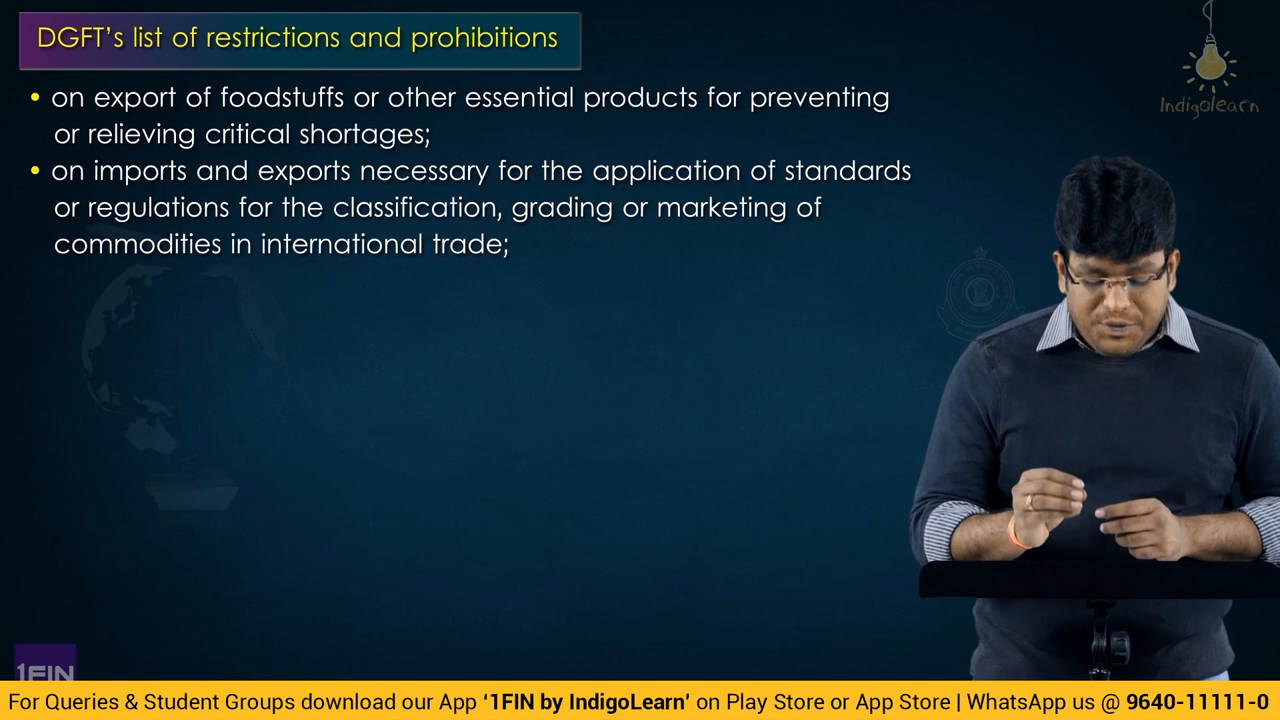 DGFT’s list of restrictions and prohibitions
• on export of foodstuffs or other essential products for preventing
or relieving critical shortages;
• on imports and exports necessary for the application of standards
or regulations for the classification, grading or marketing of
commodities in international trade;
Indigolearn
1FIN
For Queries & Student Groups download our App ‘1FIN by IndigoLearn’ on Play Store or App Store | WhatsApp us @ 9640-11111-0